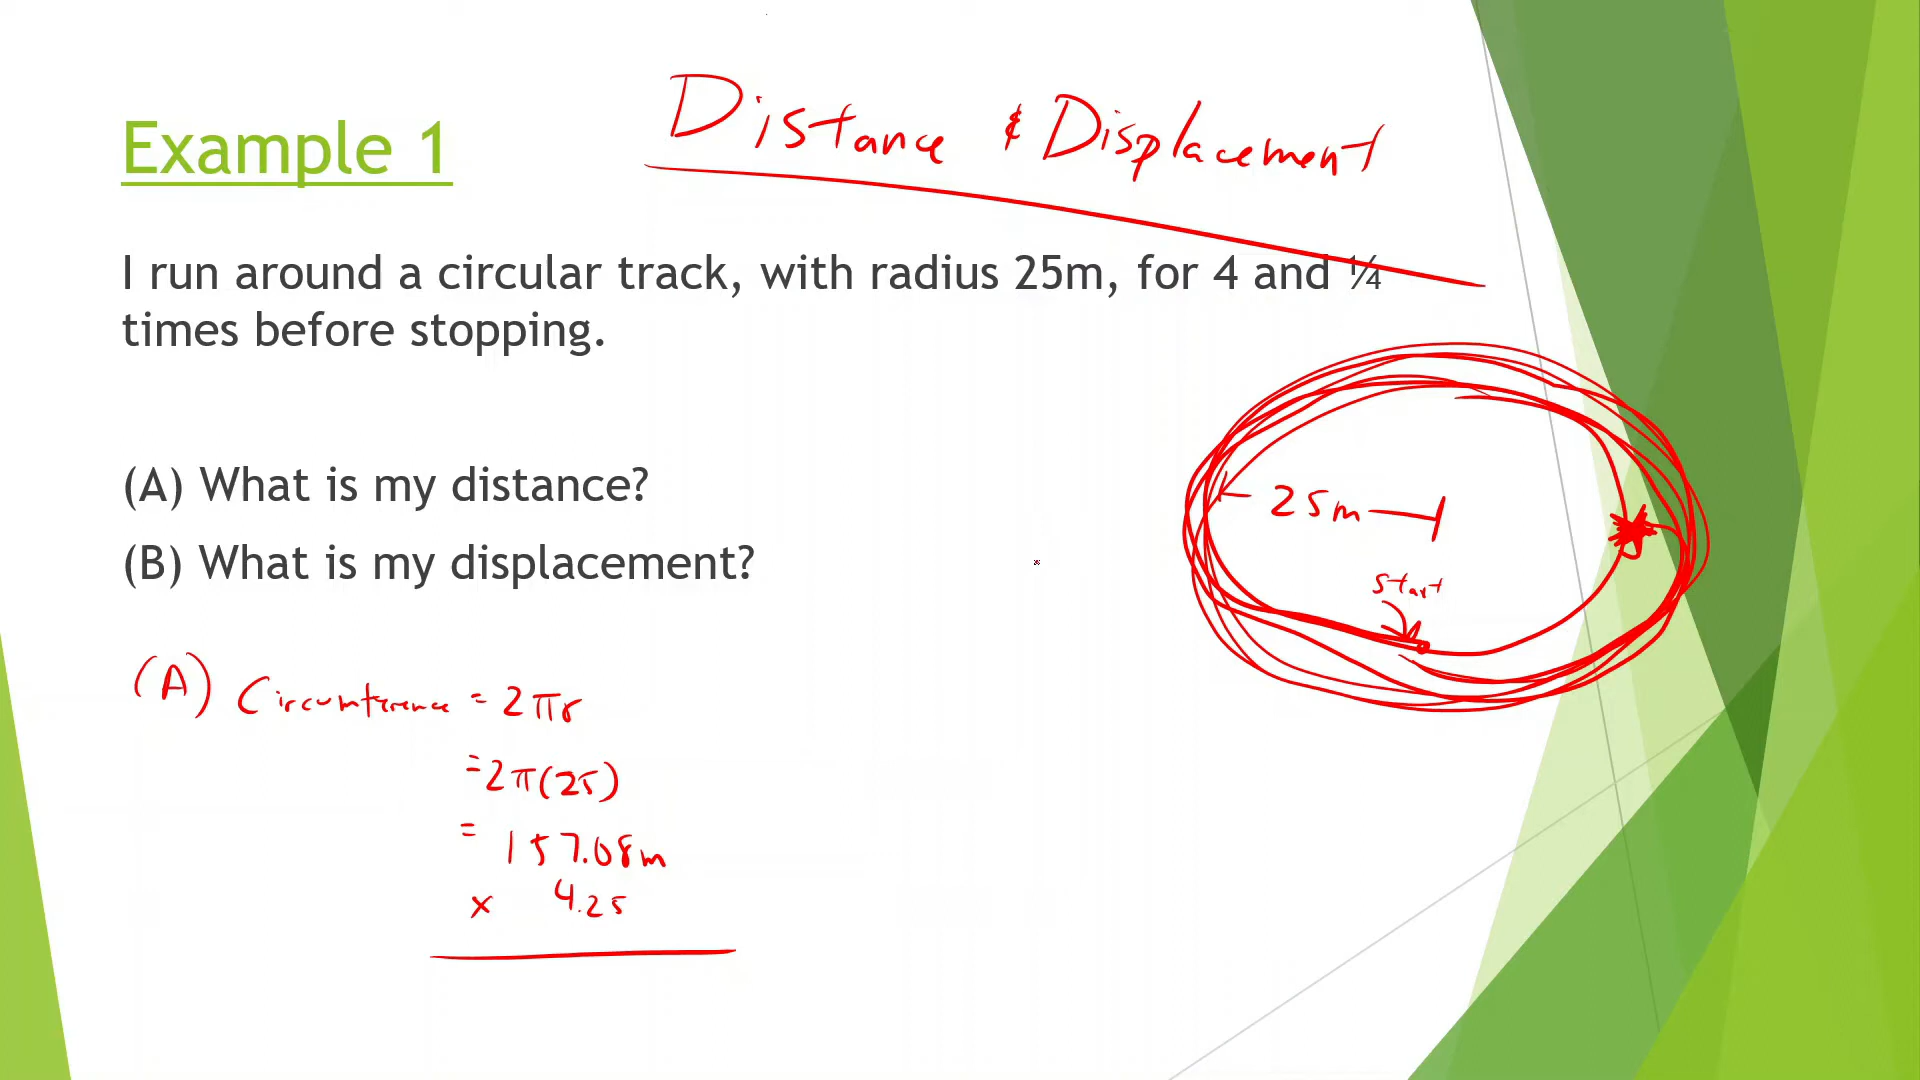 Distance & Displacement
Example 1
I run around a circular track, with radius 25m, for 4 and ¼
times before stopping.
(A) What is my distance?
(B) What is my displacement?
25m
start
(A) Circumference = 2πr
= 2π(25)
= 157.08m
x 4.25